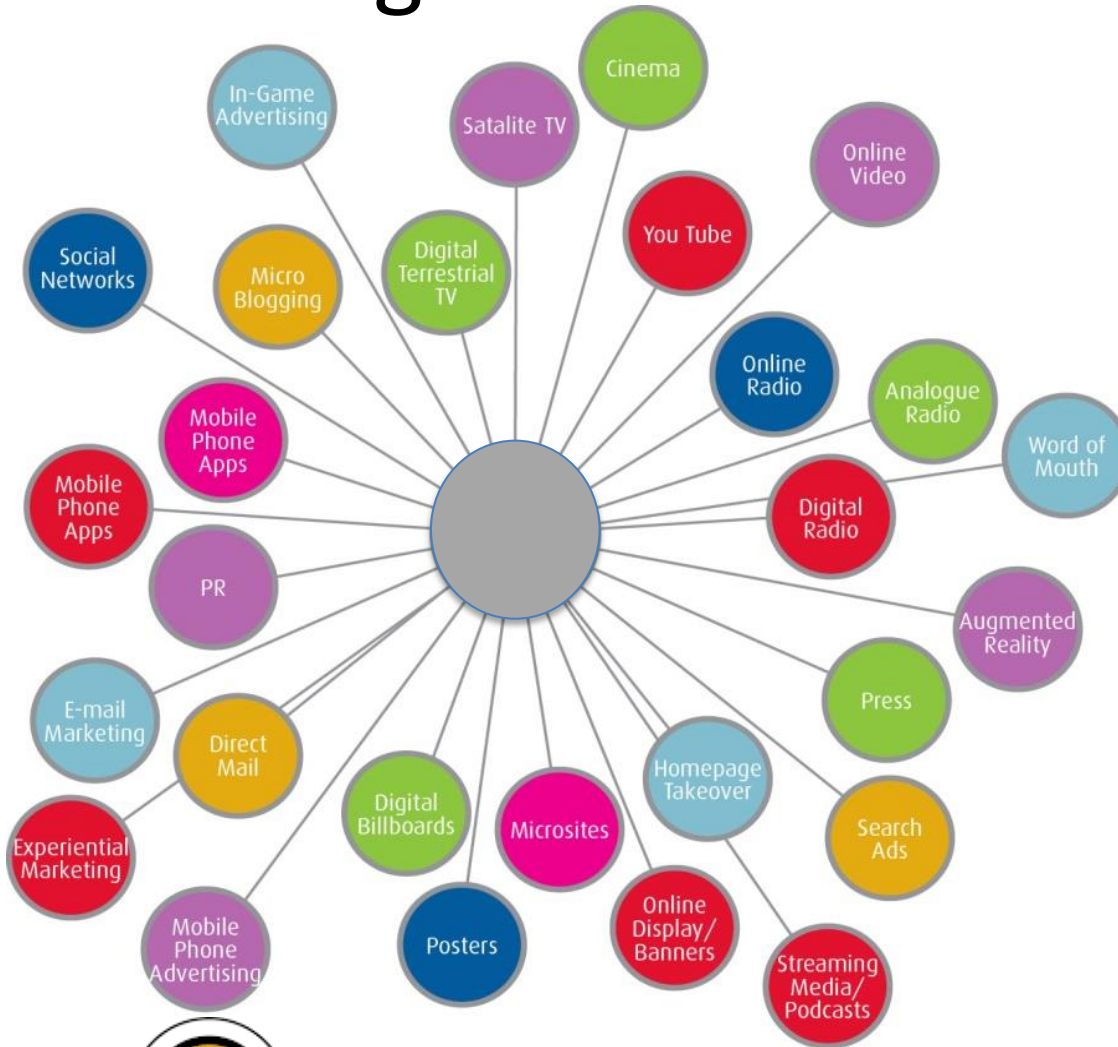 g
Cinema
In-Game
Advertising
Satalite TV
Online
Video
You Tube
Social
Networks
Digital
Terrestrial
TV
Micro
Blogging
Online
Radio
Analogue
Radio
Mobile
Phone
Apps
Word of
Mouth
Mobile
Phone
Apps
Digital
Radio
PR
Augmented
Reality
E-mail
Marketing
Press
Direct
Mail
Homepage
Takeover
Digital
Billboards
Microsites
Search
Ads
Experiential
Marketing
Mobile
Phone
Advertising
Posters
Online
Display/
Banners
Streaming
Media/
Podcasts